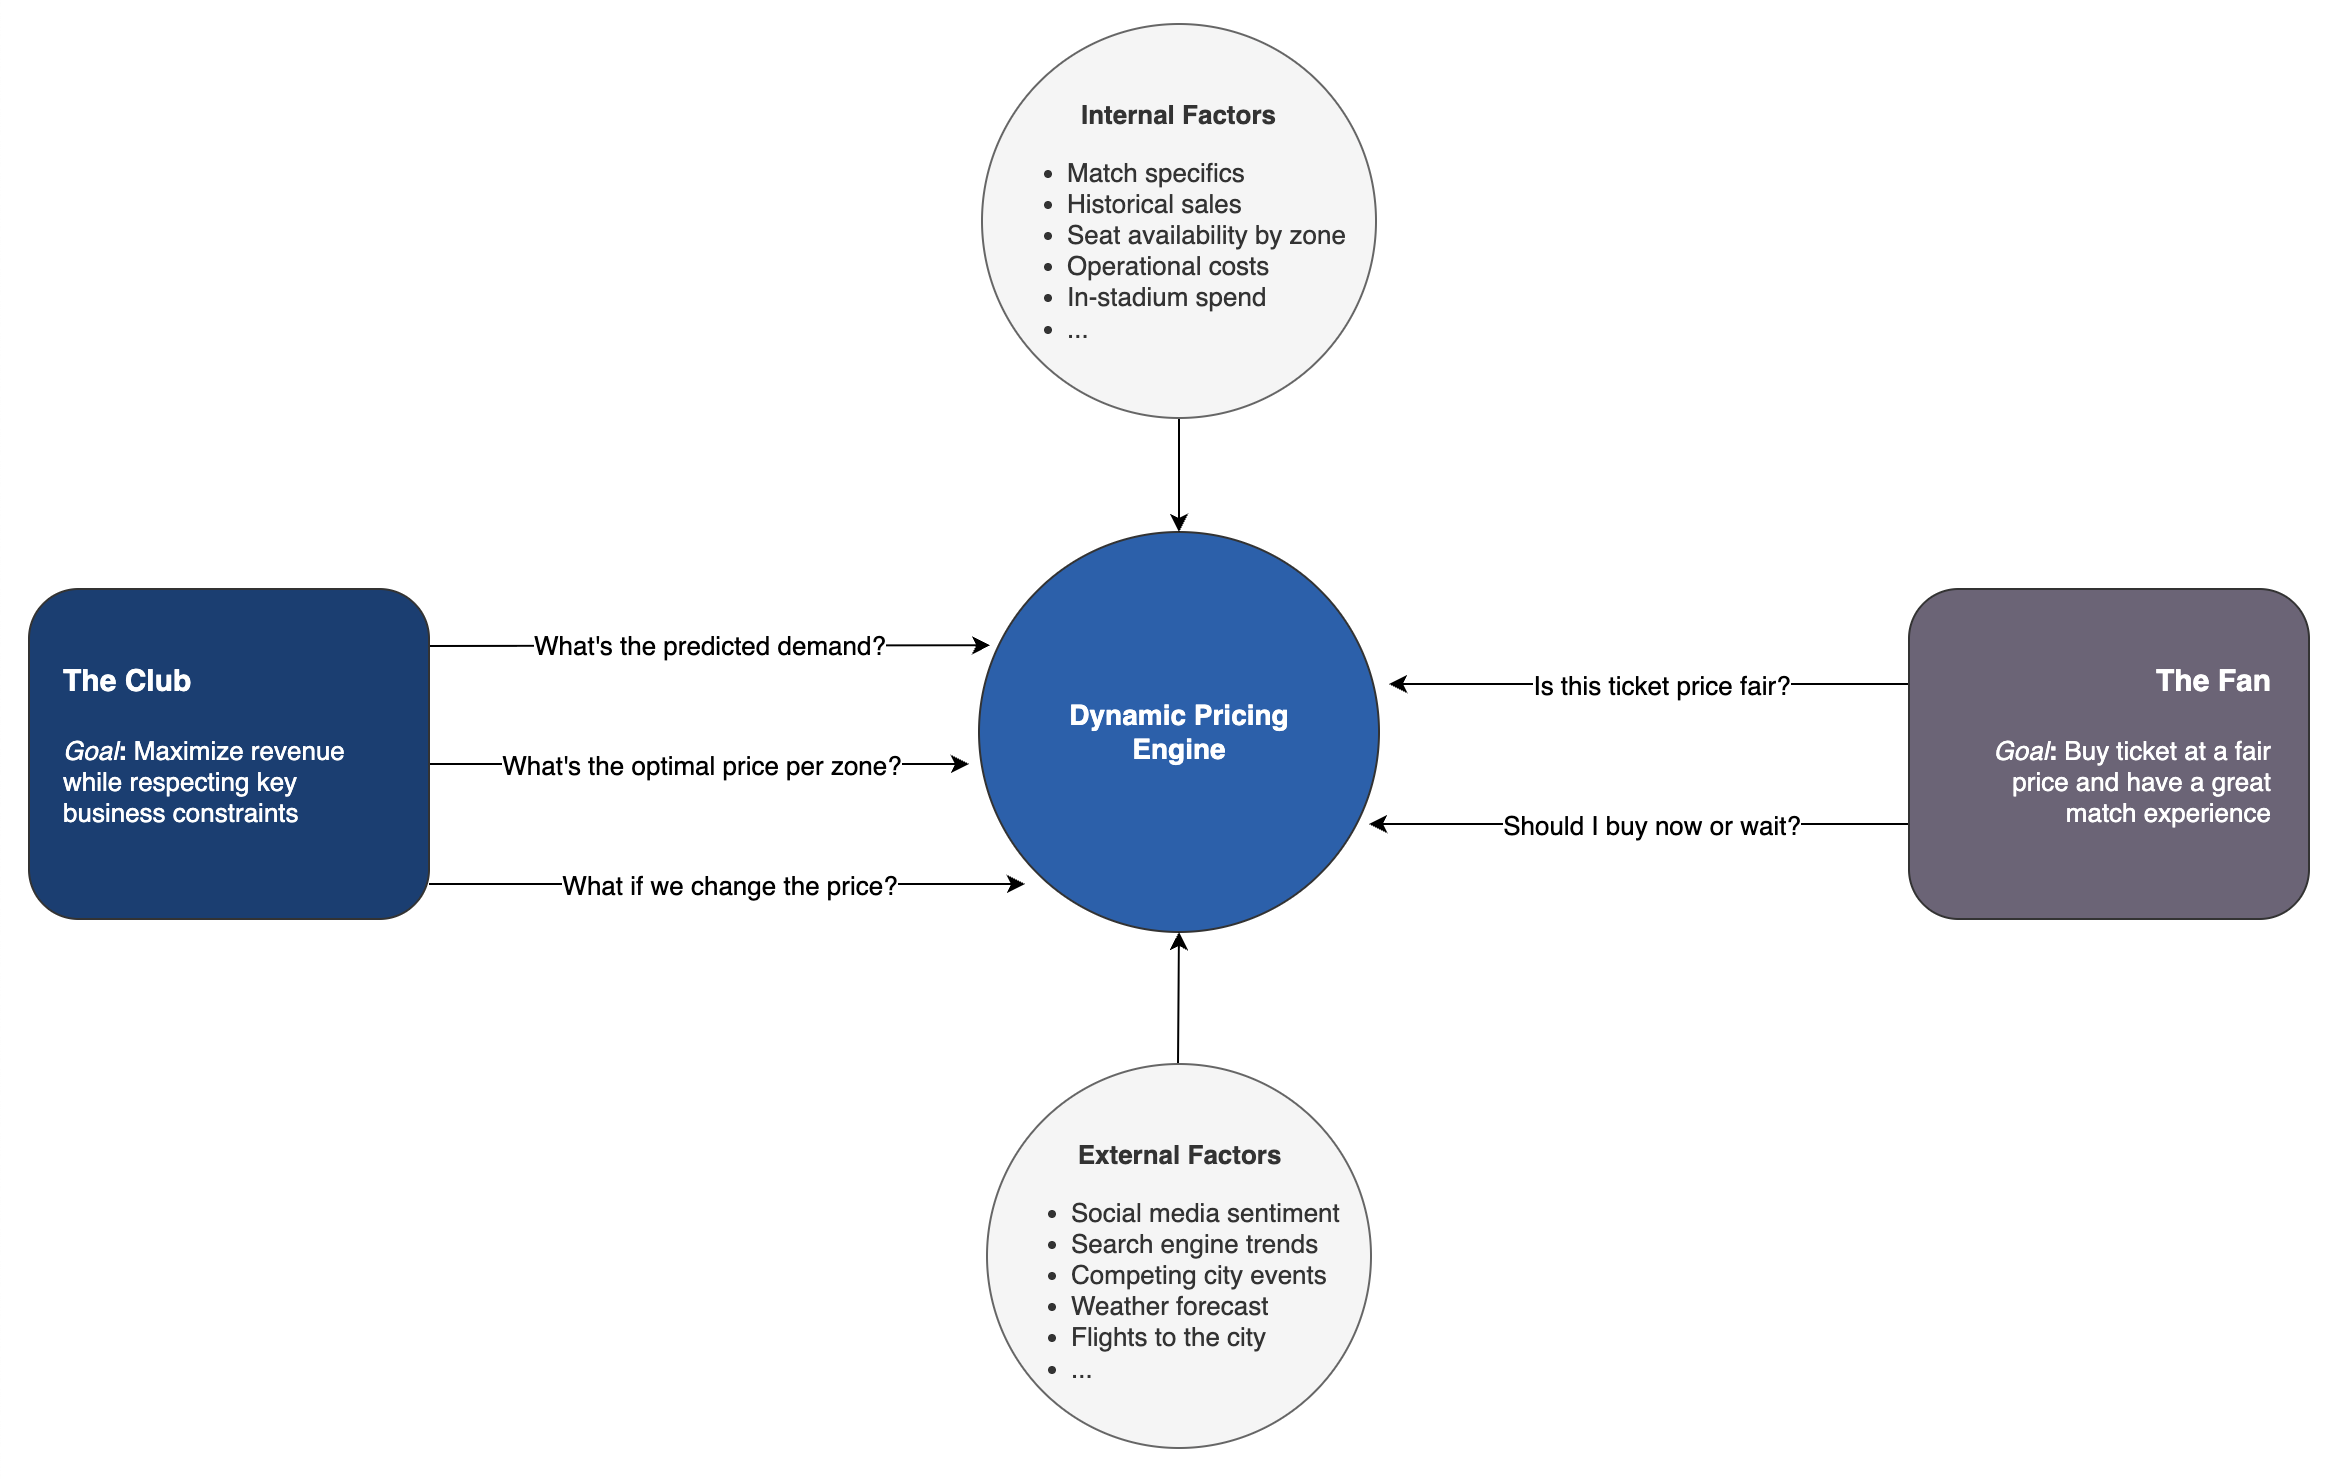 Internal Factors
• Match specifics
• Historical sales
• Seat availability by zone
• Operational costs
• In-stadium spend
• ...
The Club
Goal: Maximize revenue
while respecting key
business constraints
What's the predicted demand?
What's the optimal price per zone?
What if we change the price?
Dynamic Pricing
Engine
Is this ticket price fair?
Should I buy now or wait?
The Fan
Goal: Buy ticket at a fair
price and have a great
match experience
External Factors
• Social media sentiment
• Search engine trends
• Competing city events
• Weather forecast
• Flights to the city
• ...